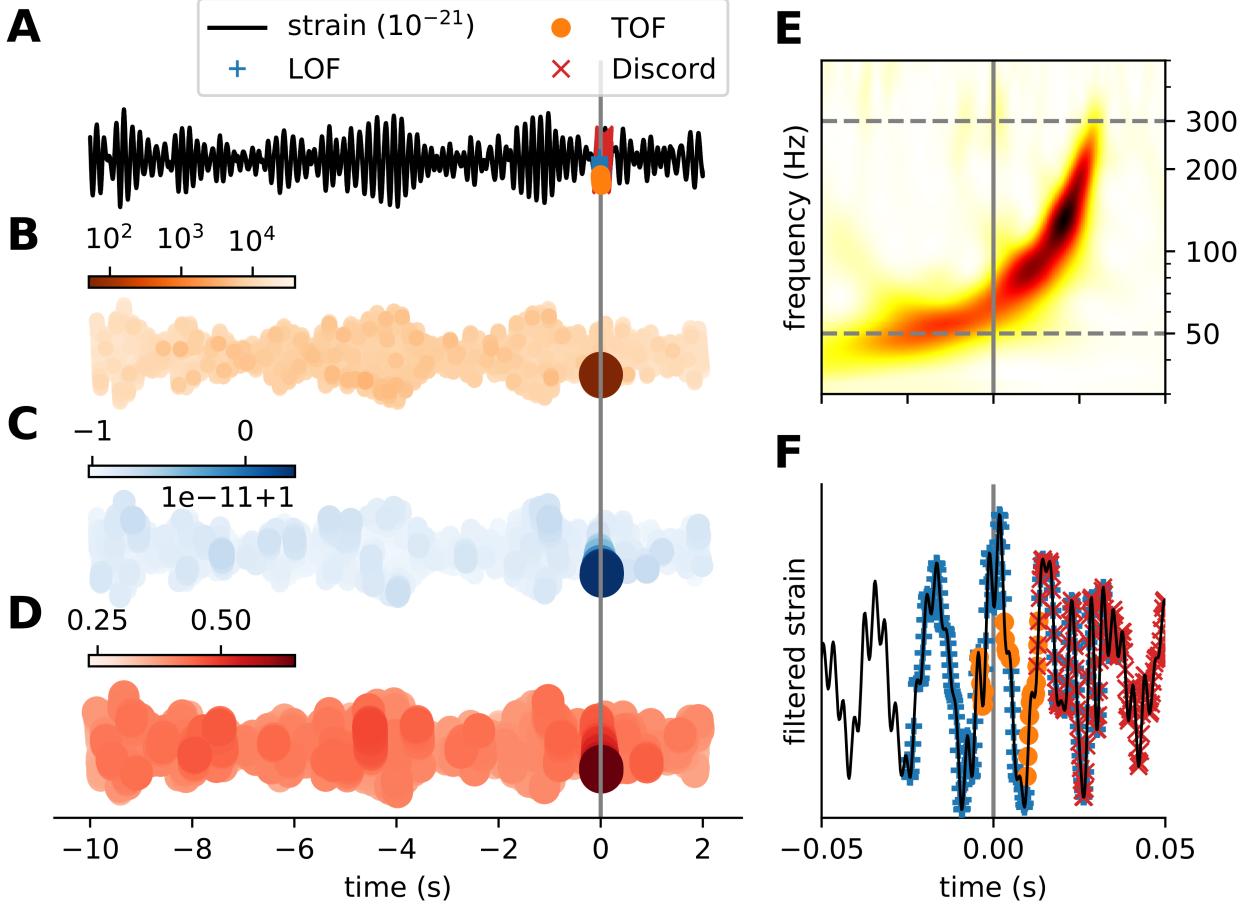 A
strain (10⁻²¹)
TOF
LOF
Discord
B
10² 10³ 10⁴
C
−1 0
1e−11+1
D
0.25 0.50
−10 −8 −6 −4 −2 0 2
time (s)
E
frequency (Hz)
300
200
100
50
F
filtered strain
−0.05 0.00 0.05
time (s)